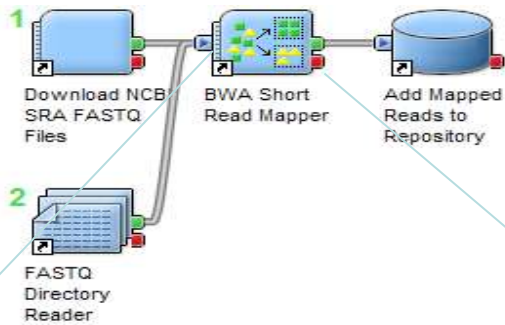 1
Download NCB
SRA FASTQ
Files
BWA Short
Read Mapper
Add Mapped
Reads to
Repository
2
FASTQ
Directory
Reader